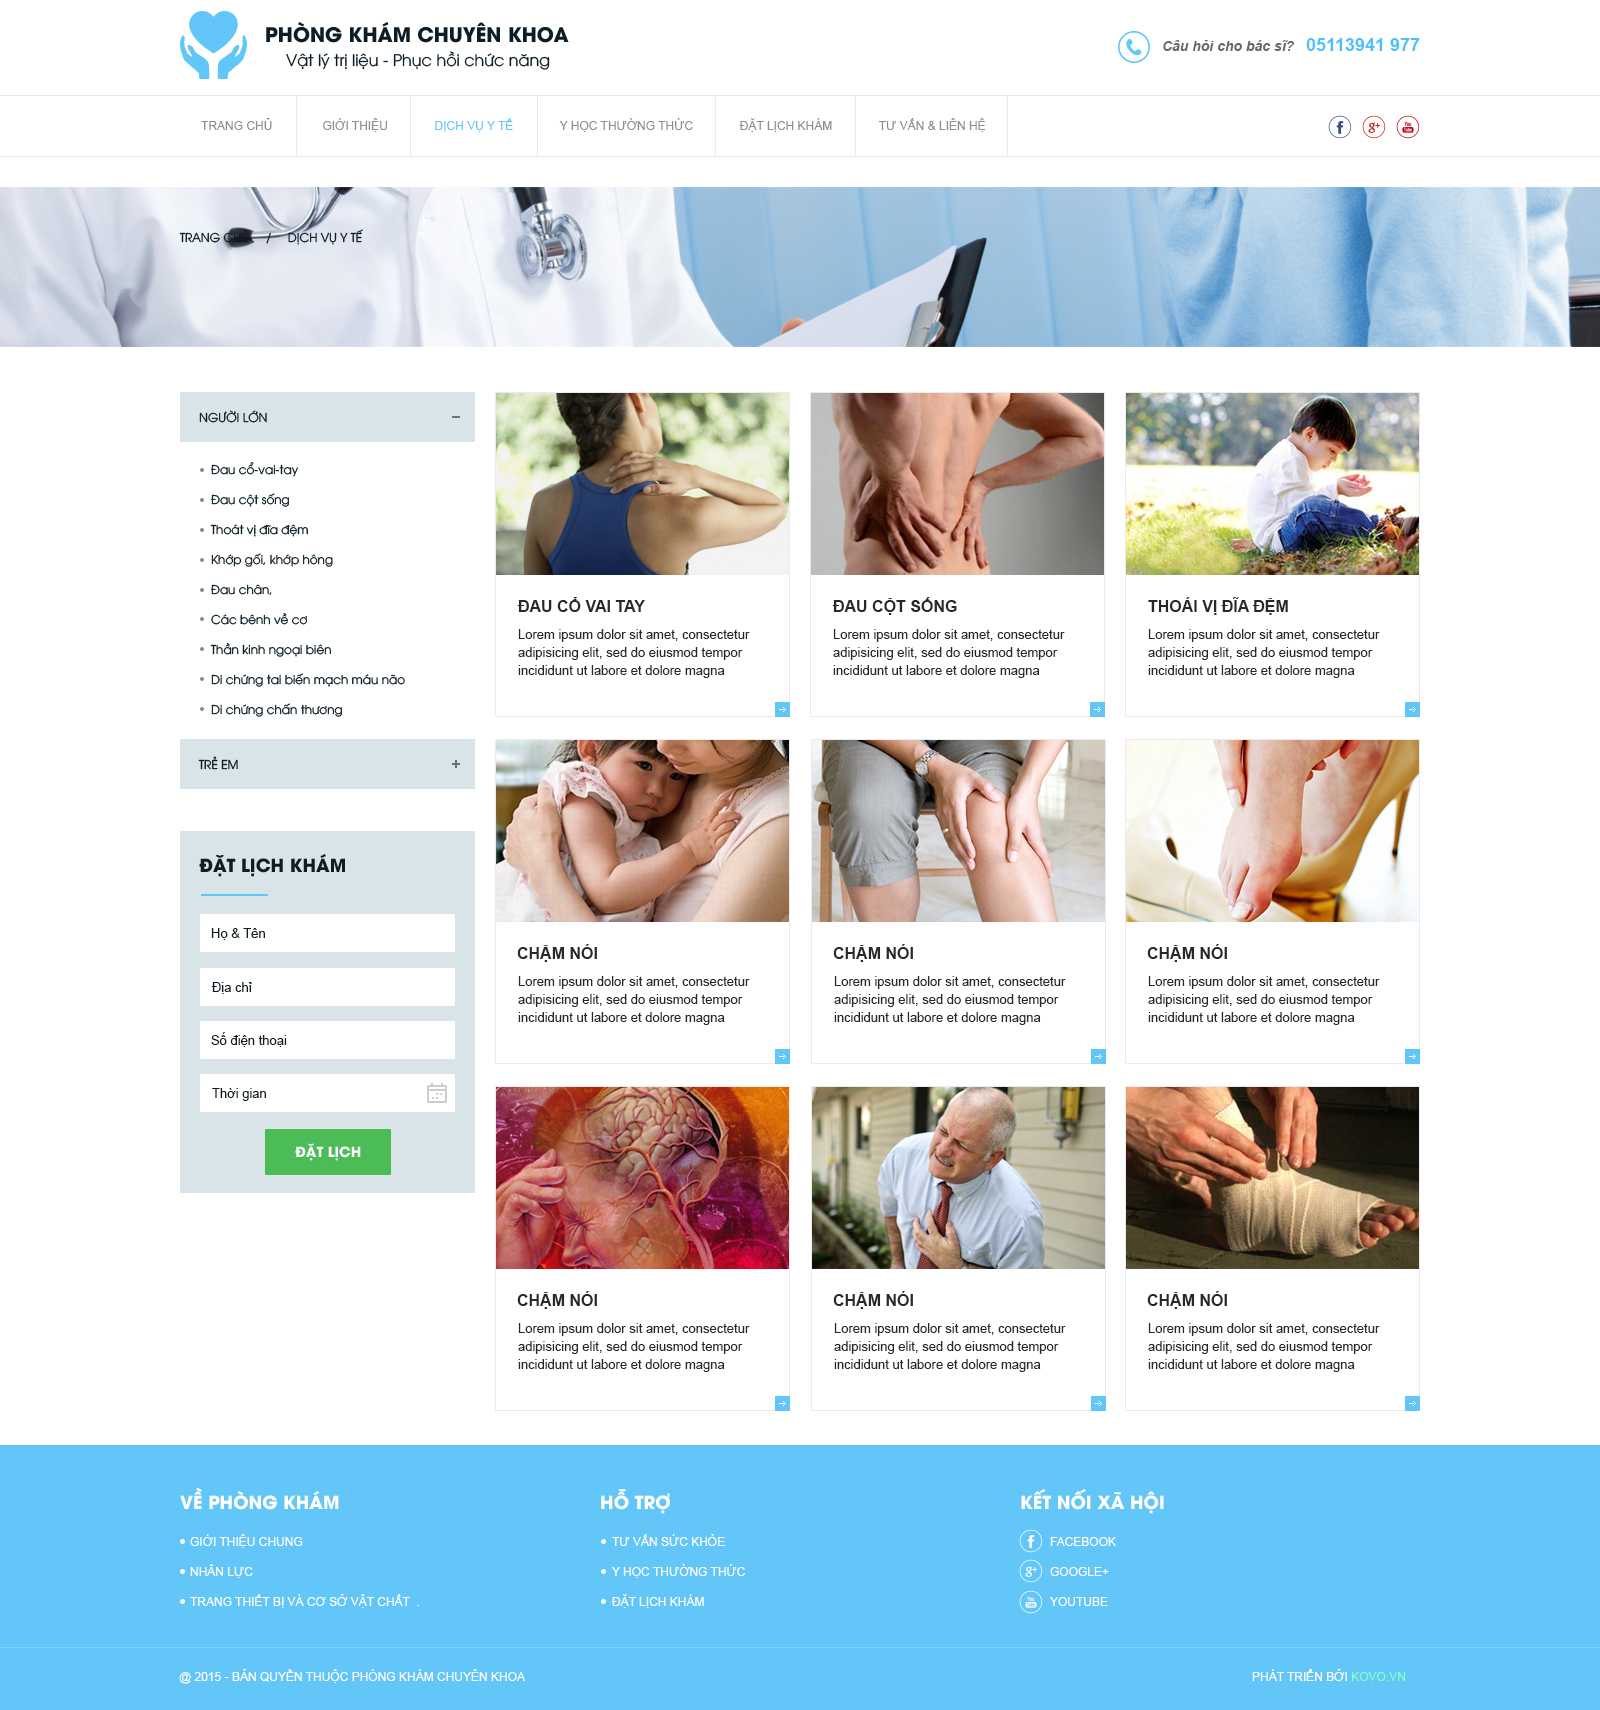 PHÒNG KHÁM CHUYÊN KHOA
Vật lý trị liệu - Phục hồi chức năng
Câu hỏi cho bác sĩ? 05113941 977
TRANG CHỦ
GIỚI THIỆU
DỊCH VỤ Y TẾ
Y HỌC THƯỜNG THỨC
ĐẶT LỊCH KHÁM
TƯ VẤN & LIÊN HỆ
TRANG CHỦ / DỊCH VỤ Y TẾ
NGƯỜI LỚN
Đau cổ-vai-tay
Đau cột sống
Thoát vị đĩa đệm
Khớp gối, khớp hông
Đau chân,
Các bệnh về cơ
Thần kinh ngoại biên
Di chứng tai biến mạch máu não
Di chứng chấn thương
TRẺ EM
ĐẶT LỊCH KHÁM
Họ & Tên
Địa chỉ
Số điện thoại
Thời gian
ĐẶT LỊCH
ĐAU CỔ VAI TAY
Lorem ipsum dolor sit amet, consectetur
adipisicing elit, sed do eiusmod tempor
incididunt ut labore et dolore magna
ĐAU CỘT SỐNG
Lorem ipsum dolor sit amet, consectetur
adipisicing elit, sed do eiusmod tempor
incididunt ut labore et dolore magna
THOÁI VỊ ĐĨA ĐỆM
Lorem ipsum dolor sit amet, consectetur
adipisicing elit, sed do eiusmod tempor
incididunt ut labore et dolore magna
CHẬM NÓI
Lorem ipsum dolor sit amet, consectetur
adipisicing elit, sed do eiusmod tempor
incididunt ut labore et dolore magna
CHẬM NÓI
Lorem ipsum dolor sit amet, consectetur
adipisicing elit, sed do eiusmod tempor
incididunt ut labore et dolore magna
CHẬM NÓI
Lorem ipsum dolor sit amet, consectetur
adipisicing elit, sed do eiusmod tempor
incididunt ut labore et dolore magna
CHẬM NÓI
Lorem ipsum dolor sit amet, consectetur
adipisicing elit, sed do eiusmod tempor
incididunt ut labore et dolore magna
CHẬM NÓI
Lorem ipsum dolor sit amet, consectetur
adipisicing elit, sed do eiusmod tempor
incididunt ut labore et dolore magna
CHẬM NÓI
Lorem ipsum dolor sit amet, consectetur
adipisicing elit, sed do eiusmod tempor
incididunt ut labore et dolore magna
VỀ PHÒNG KHÁM
GIỚI THIỆU CHUNG
NHÂN LỰC
TRANG THIẾT BỊ VÀ CƠ SỞ VẬT CHẤT .
HỖ TRỢ
TƯ VẤN SỨC KHỎE
Y HỌC THƯỜNG THỨC
ĐẶT LỊCH KHÁM
KẾT NỐI XÃ HỘI
FACEBOOK
GOOGLE+
YOUTUBE
@ 2015 - BẢN QUYỀN THUỘC PHÒNG KHÁM CHUYÊN KHOA
PHÁT TRIỂN BỞI KOVO.VN